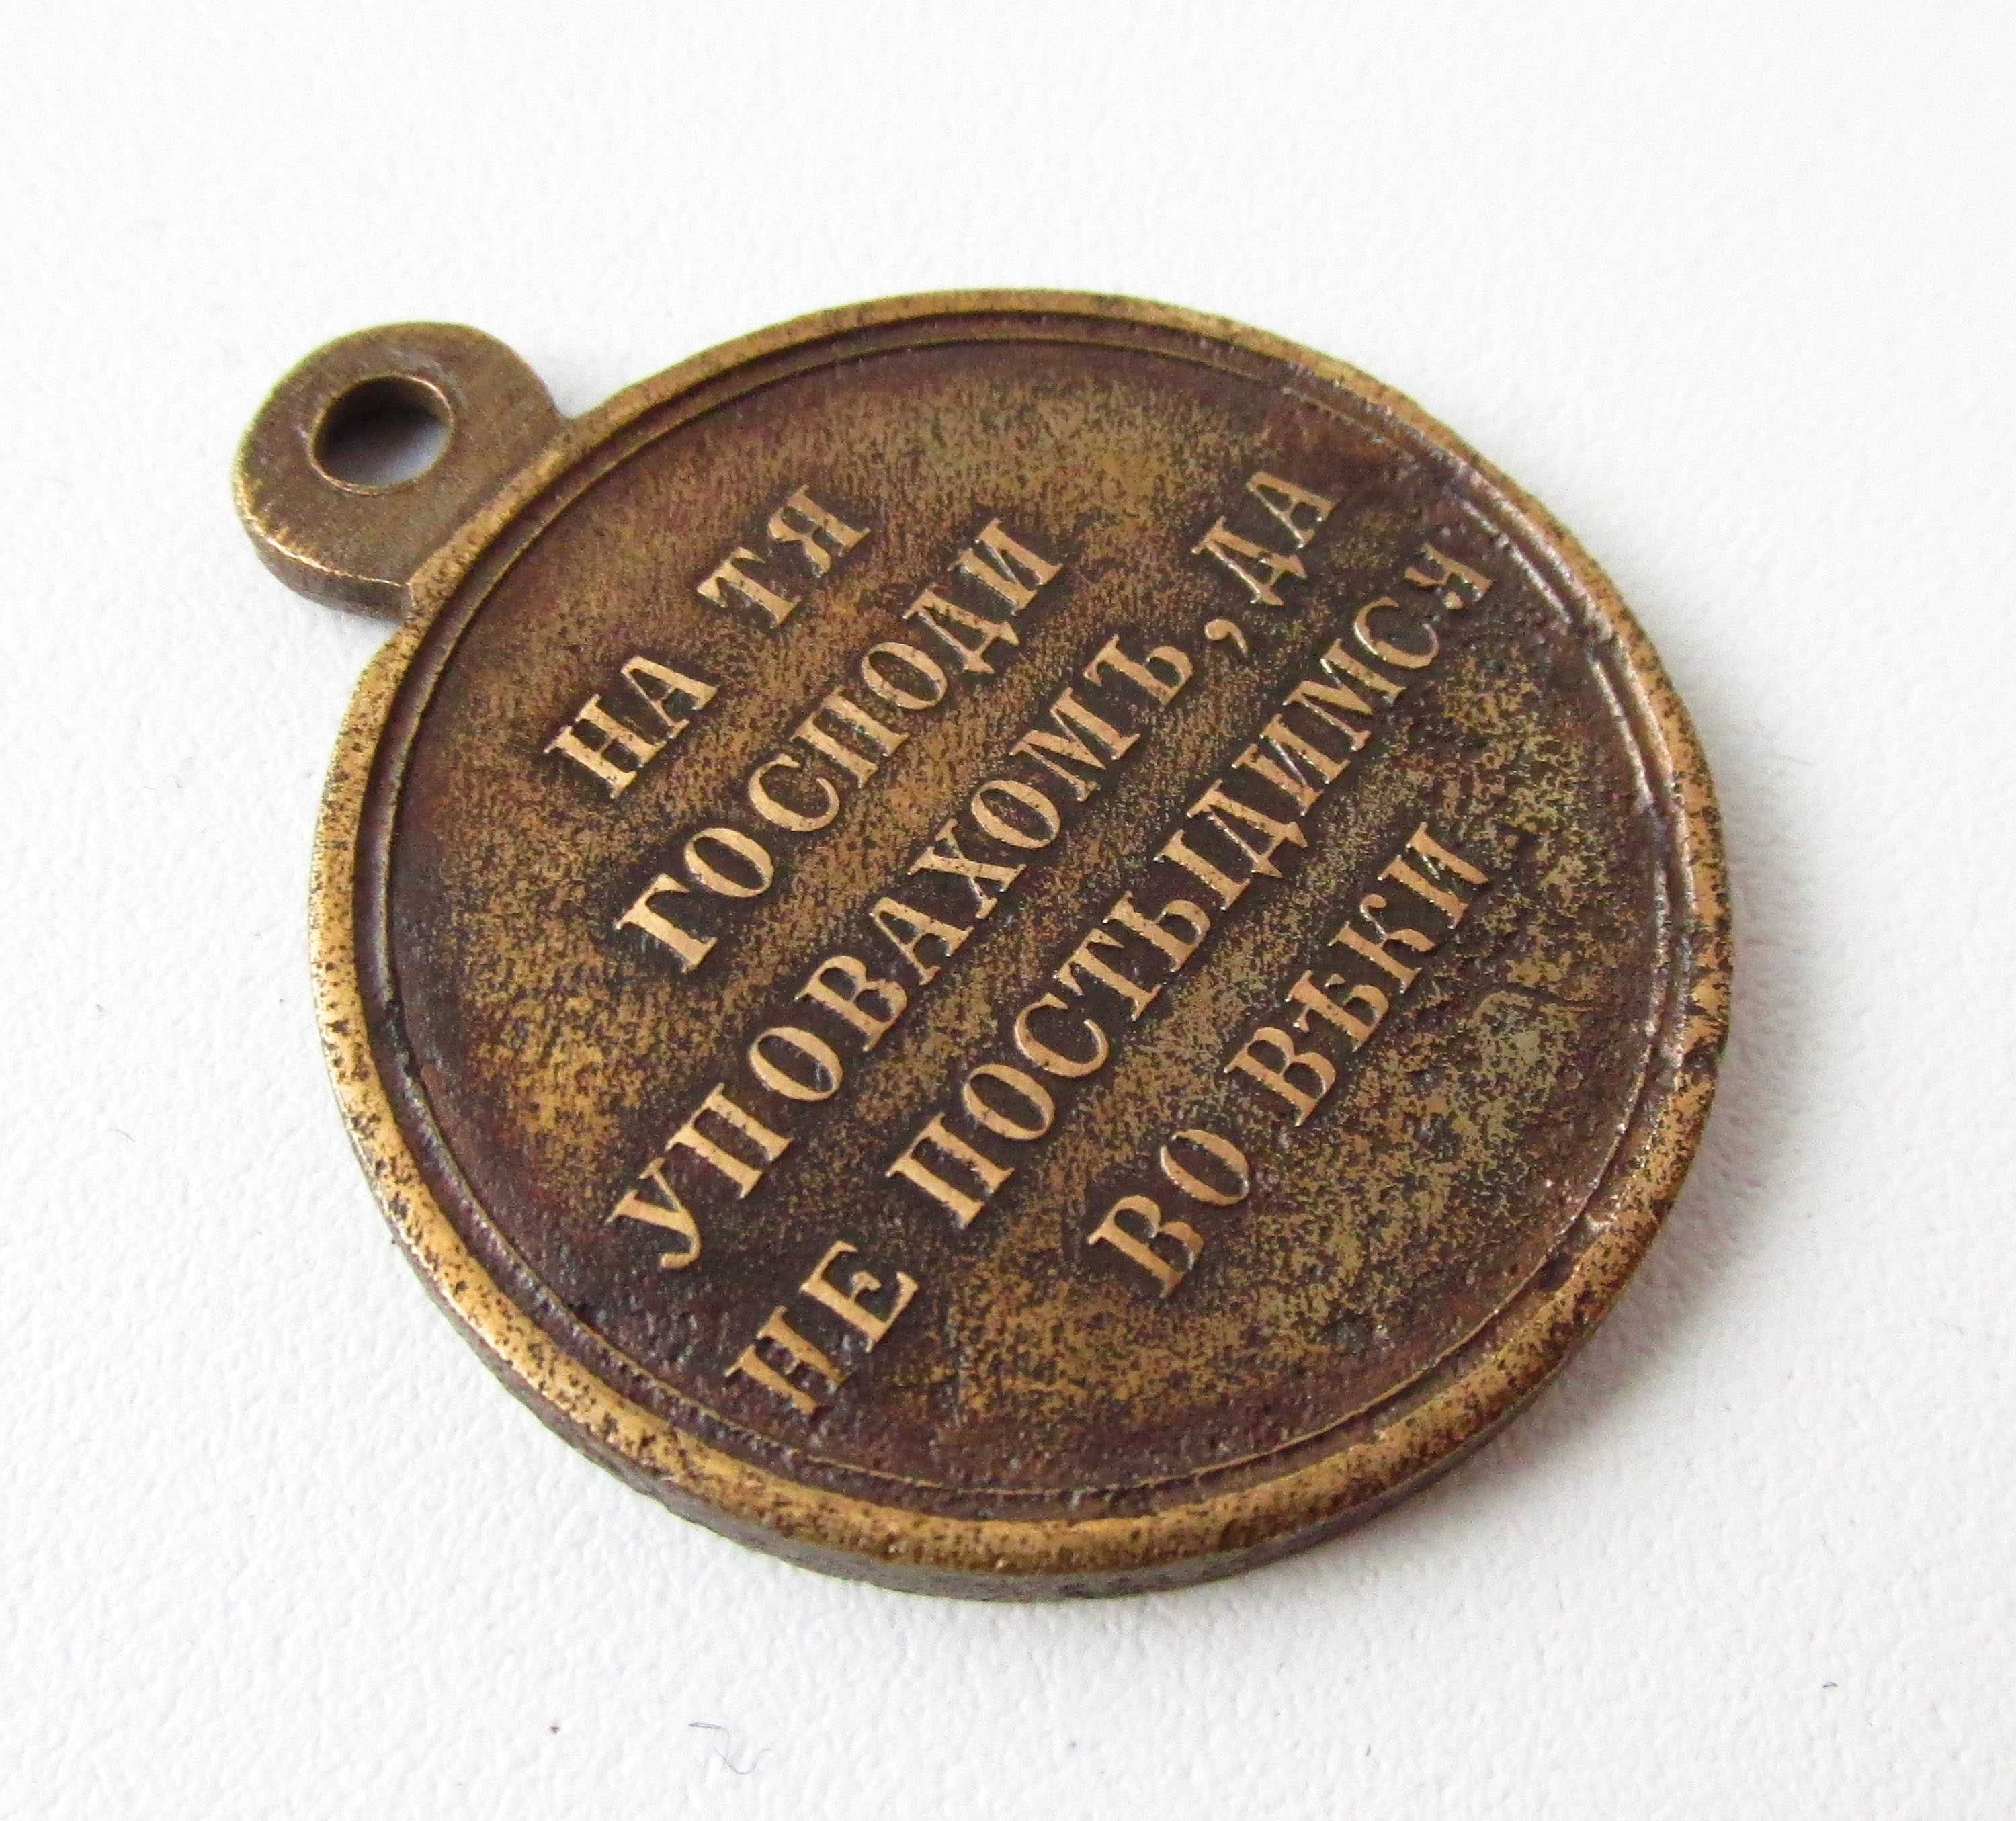 НА ТЯ
ГОСПОДИ
УПОВАХОМЪ, ДА
НЕ ПОСТЫДИМСЯ
ВО ВѢКИ.